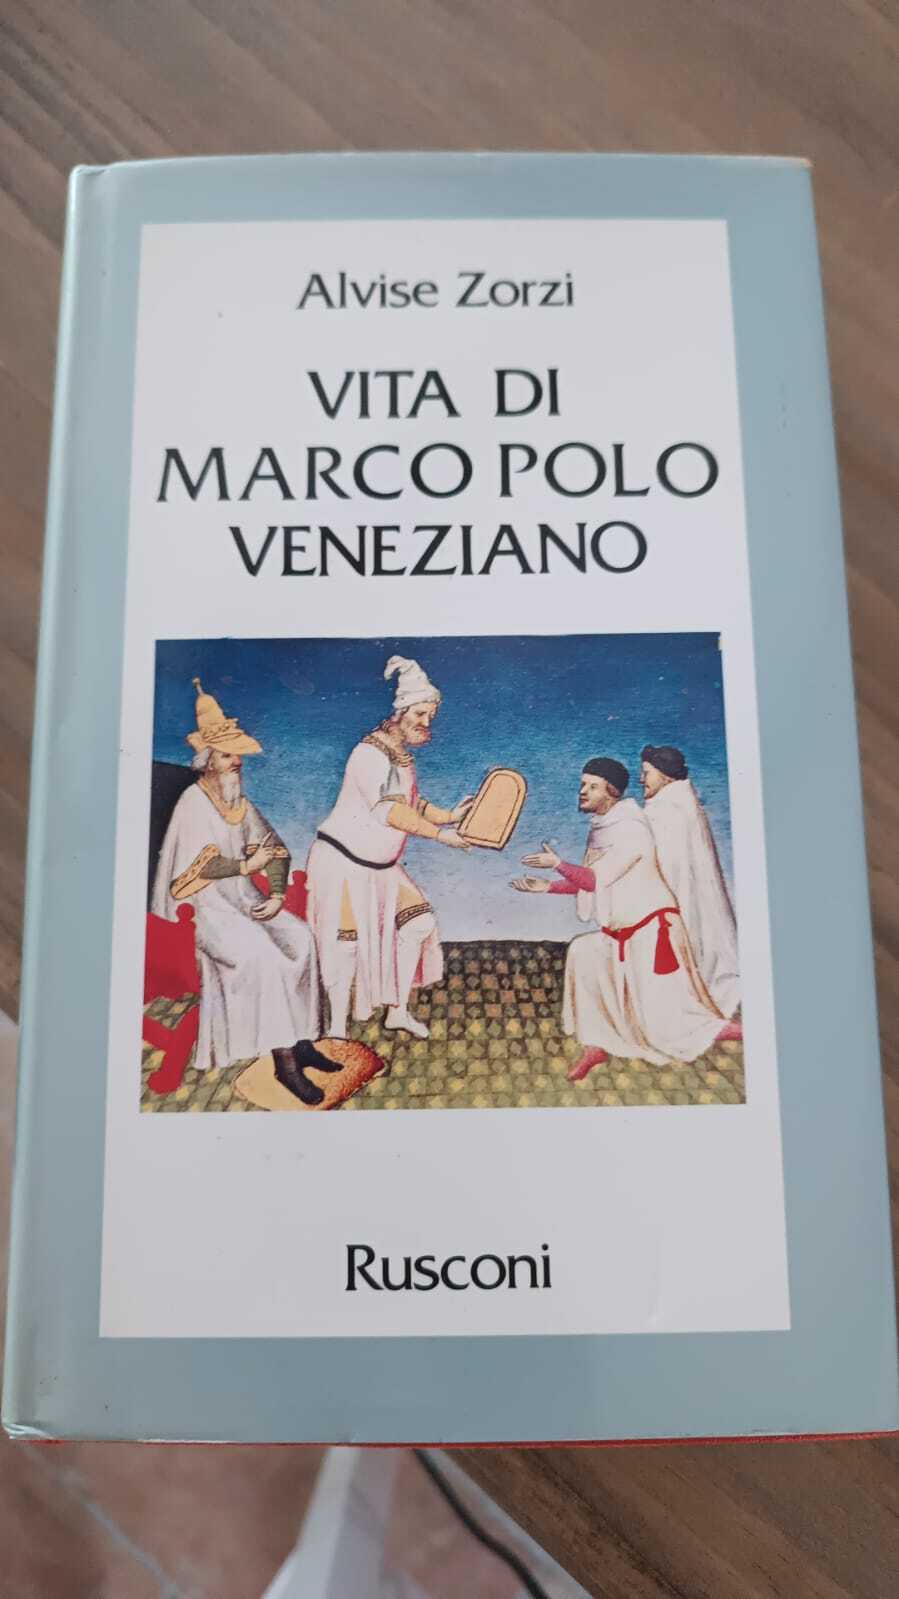 Alvise Zorzi
VITA DI
MARCO POLO
VENEZIANO
Rusconi